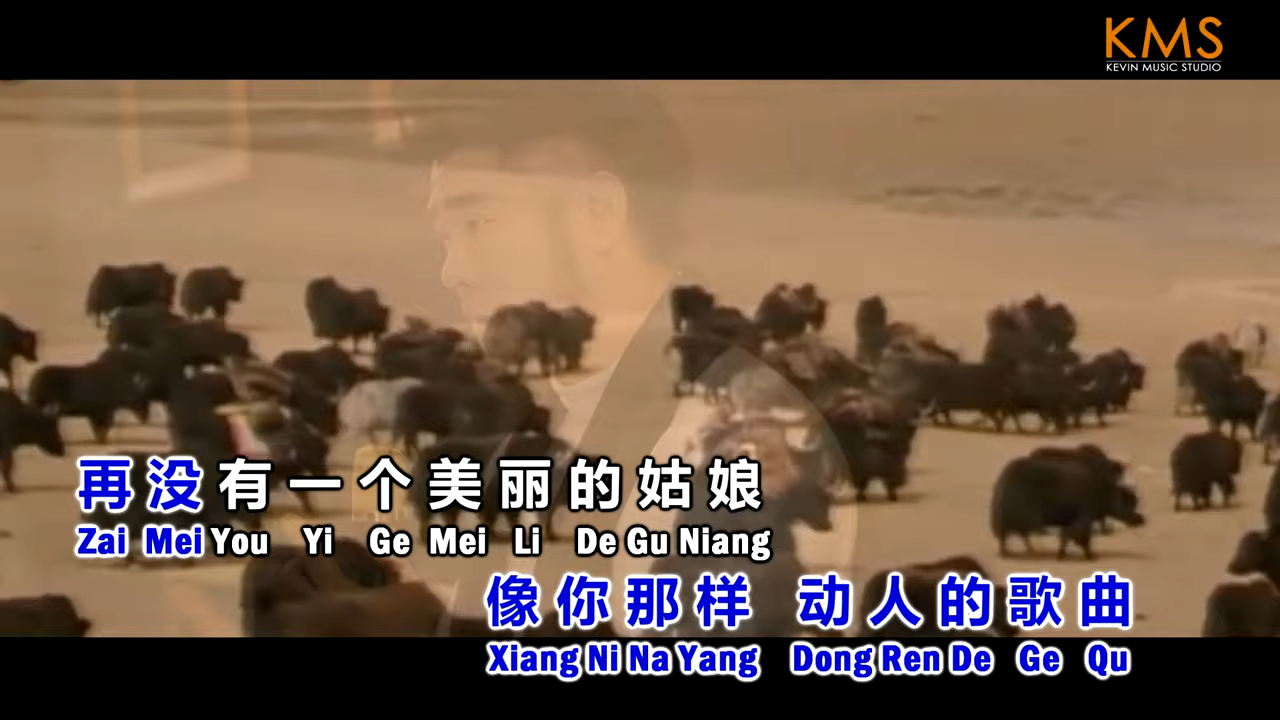 KMS
KEVIN MUSIC STUDIO
再没有一个美丽的姑娘
Zai Mei You Yi Ge Mei Li De Gu Niang
像你那样 动人的歌曲
Xiang Ni Na Yang Dong Ren De Ge Qu